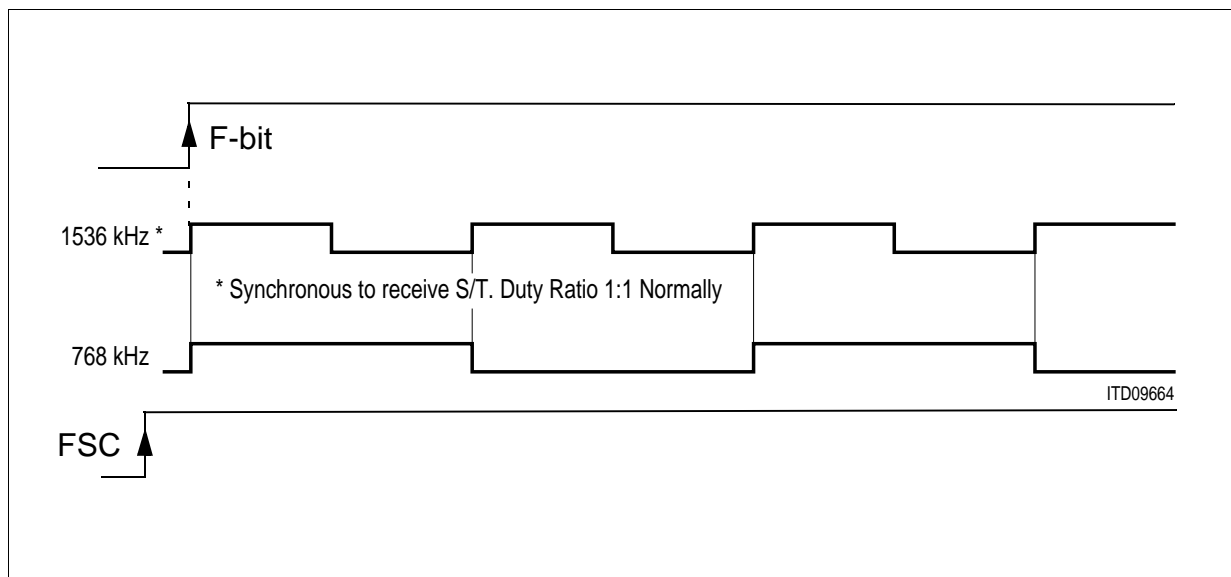 F-bit
1536 kHz *
* Synchronous to receive S/T. Duty Ratio 1:1 Normally
768 kHz
ITD09664
FSC